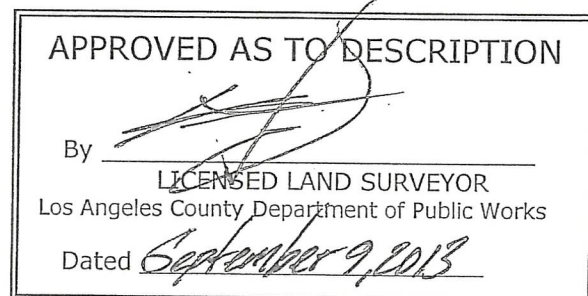 APPROVED AS TO DESCRIPTION
By
LICENSED LAND SURVEYOR
Los Angeles County Department of Public Works
Dated September 9, 2013